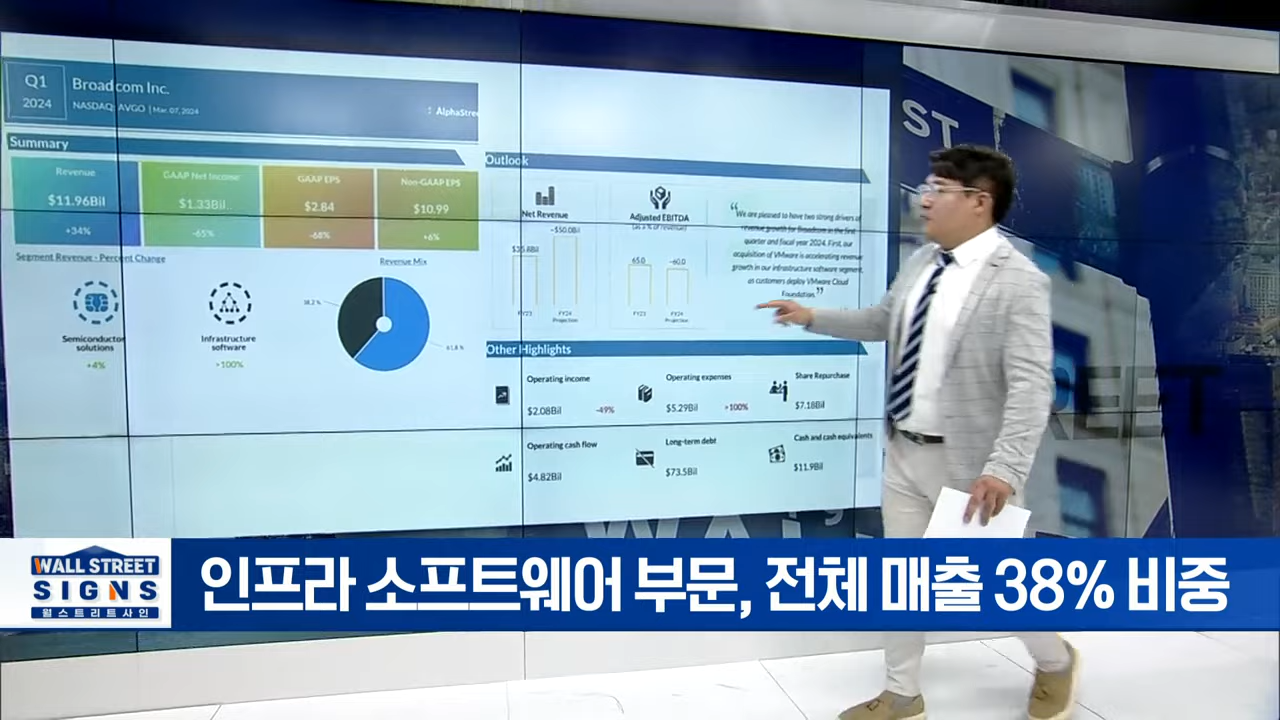 Q1
2024
Broadcom Inc.
NASDAQ: AVGO | Mar. 07, 2024
AlphaStree
Summary
Revenue
$11.96Bil
+34%
GAAP Net Income
$1.33Bil
-65%
GAAP EPS
$2.84
-68%
Non-GAAP EPS
$10.99
+6%
Segment Revenue - Percent Change
Semiconductor
solutions
+4%
Infrastructure
software
+100%
Revenue Mix
38.2 %
61.8 %
Outlook
Net Revenue
~$50.0Bil
$35.8Bil
FY23
FY24
Projection
Adjusted EBITDA
(as a % of revenue)
65.0
~60.0
FY23
FY24
Projection
“We are pleased to have two strong drivers of
revenue growth for Broadcom in the first
quarter and fiscal year 2024. First, our
acquisition of VMware is accelerating revenue
growth in our infrastructure software segment,
as customers deploy VMware Cloud
Foundation.”
Other Highlights
Operating income
$2.08Bil -49%
Operating expenses
$5.29Bil +100%
Share Repurchase
$7.18Bil
Operating cash flow
$4.82Bil
Long-term debt
$73.5Bil
Cash and cash equivalents
$11.9Bil
ST
REET
WALL STREET
SIGNS
월스트리트사인
인프라 소프트웨어 부문, 전체 매출 38% 비중